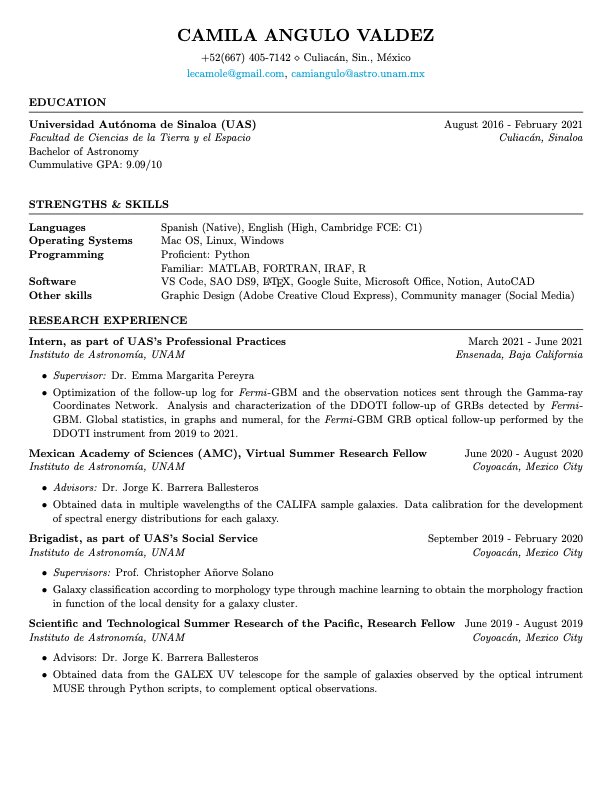 CAMILA ANGULO VALDEZ
+52(667) 405-7142 ⋄ Culiacán, Sin., México
lecamole@gmail.com, camiangulo@astro.unam.mx
EDUCATION
Universidad Autónoma de Sinaloa (UAS) August 2016 - February 2021
Facultad de Ciencias de la Tierra y el Espacio Culiacán, Sinaloa
Bachelor of Astronomy
Cummulative GPA: 9.09/10
STRENGTHS & SKILLS
Languages Spanish (Native), English (High, Cambridge FCE: C1)
Operating Systems Mac OS, Linux, Windows
Programming Proficient: Python
Familiar: MATLAB, FORTRAN, IRAF, R
Software VS Code, SAO DS9, LATEX, Google Suite, Microsoft Office, Notion, AutoCAD
Other skills Graphic Design (Adobe Creative Cloud Express), Community manager (Social Media)
RESEARCH EXPERIENCE
Intern, as part of UAS's Professional Practices March 2021 - June 2021
Instituto de Astronomía, UNAM Ensenada, Baja California
• Supervisor: Dr. Emma Margarita Pereyra
• Optimization of the follow-up log for Fermi-GBM and the observation notices sent through the Gamma-ray
Coordinates Network. Analysis and characterization of the DDOTI follow-up of GRBs detected by Fermi-
GBM. Global statistics, in graphs and numeral, for the Fermi-GBM GRB optical follow-up performed by the
DDOTI instrument from 2019 to 2021.
Mexican Academy of Sciences (AMC), Virtual Summer Research Fellow June 2020 - August 2020
Instituto de Astronomía, UNAM Coyoacán, Mexico City
• Advisors: Dr. Jorge K. Barrera Ballesteros
• Obtained data in multiple wavelengths of the CALIFA sample galaxies. Data calibration for the development
of spectral energy distributions for each galaxy.
Brigadist, as part of UAS's Social Service September 2019 - February 2020
Instituto de Astronomía, UNAM Coyoacán, Mexico City
• Supervisors: Prof. Christopher Añorve Solano
• Galaxy classification according to morphology type through machine learning to obtain the morphology fraction
in function of the local density for a galaxy cluster.
Scientific and Technological Summer Research of the Pacific, Research Fellow June 2019 - August 2019
Instituto de Astronomía, UNAM Coyoacán, Mexico City
• Advisors: Dr. Jorge K. Barrera Ballesteros
• Obtained data from the GALEX UV telescope for the sample of galaxies observed by the optical intrument
MUSE through Python scripts, to complement optical observations.